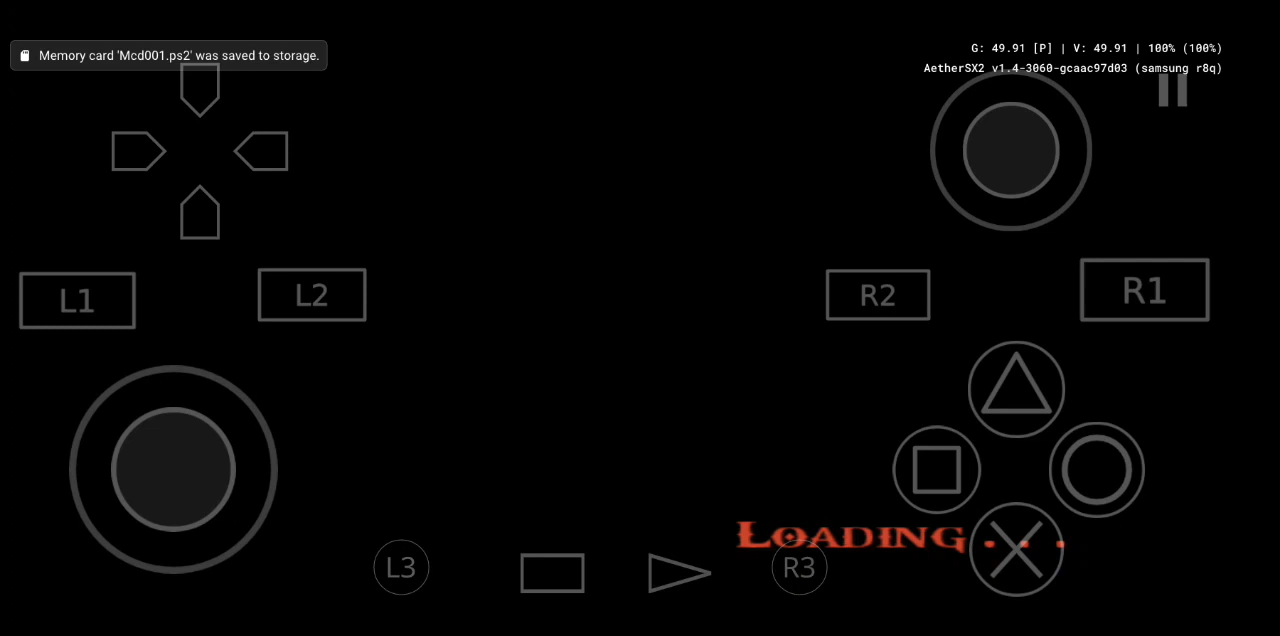 Memory card 'Mcd001.ps2' was saved to storage.
G: 49.91 [P] | V: 49.91 | 100% (100%)
AetherSX2 v1.4-3060-gcaac97d03 (samsung r8q)
L1
L2
R2
R1
Loading...
L3
R3